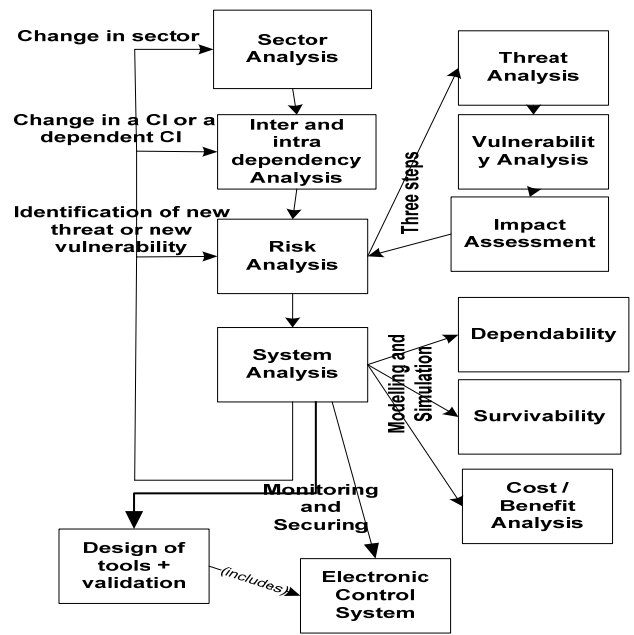 Change in sector
Sector
Analysis
Threat
Analysis
Change in a CI or a
dependent CI
Inter and
intra
dependency
Analysis
Vulnerabilit
y Analysis
Three steps
Identification of new
threat or new
vulnerability
Risk
Analysis
Impact
Assessment
System
Analysis
Modelling and
Simulation
Dependability
Survivability
Cost /
Benefit
Analysis
Monitoring
and
Securing
Design of
tools +
validation
(includes)
Electronic
Control
System